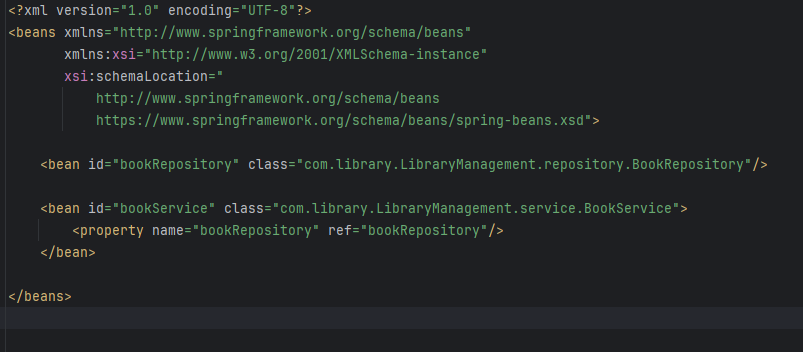 <?xml version="1.0" encoding="UTF-8"?>
<beans xmlns="http://www.springframework.org/schema/beans"
       xmlns:xsi="http://www.w3.org/2001/XMLSchema-instance"
       xsi:schemaLocation="
           http://www.springframework.org/schema/beans
           https://www.springframework.org/schema/beans/spring-beans.xsd">

    <bean id="bookRepository" class="com.library.LibraryManagement.repository.BookRepository"/>

    <bean id="bookService" class="com.library.LibraryManagement.service.BookService">
        <property name="bookRepository" ref="bookRepository"/>
    </bean>

</beans>